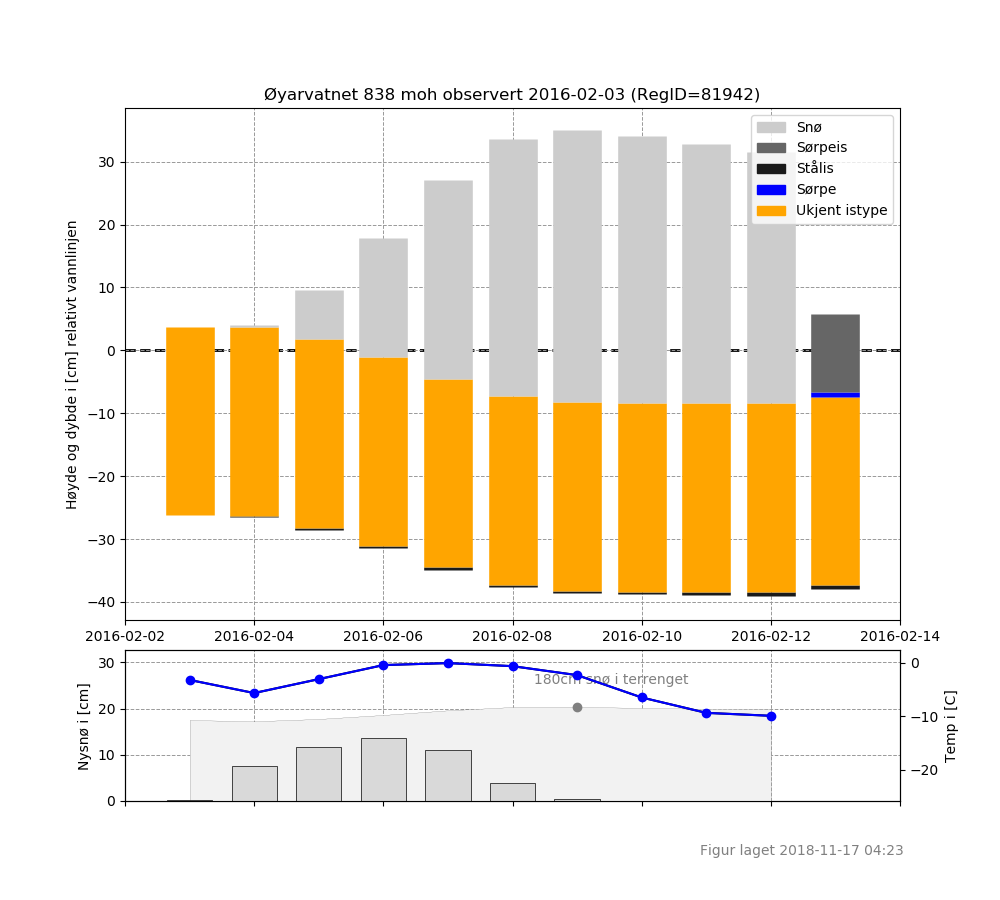 Øyarvatnet 838 moh observert 2016-02-03 (RegID=81942)
Snø
Sørpeis
Stålis
Sørpe
Ukjent istype
Høyde og dybde i [cm] relativt vannlinjen
30
20
10
0
−10
−20
−30
−40
2016-02-02
2016-02-04
2016-02-06
2016-02-08
2016-02-10
2016-02-12
2016-02-14
Nysnø i [cm]
30
20
10
0
180cm snø i terrenget
0
−10
−20
Temp i [C]
Figur laget 2018-11-17 04:23